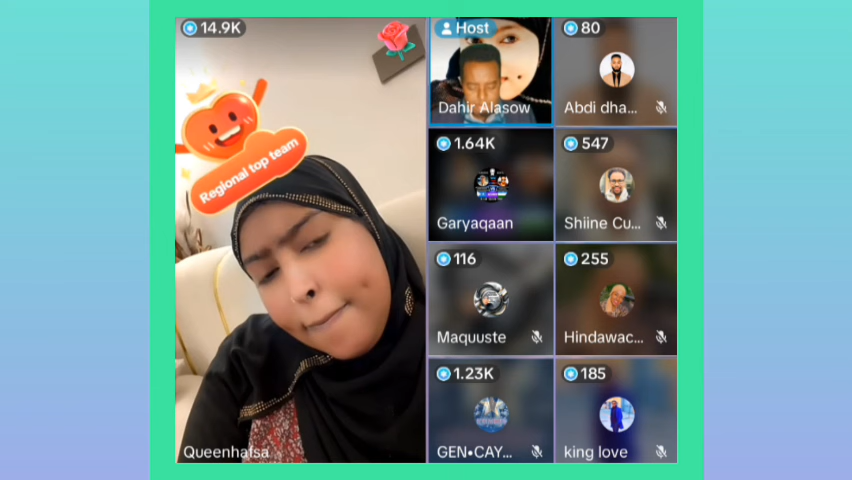 14.9K
Regional top team
Queenhafsa
Host
Dahir Alasow
80
Abdi dha...
1.64K
Garyaqaan
547
Shiine Cu...
116
Maquuste
255
Hindawac...
1.23K
GEN•CAY...
185
king love